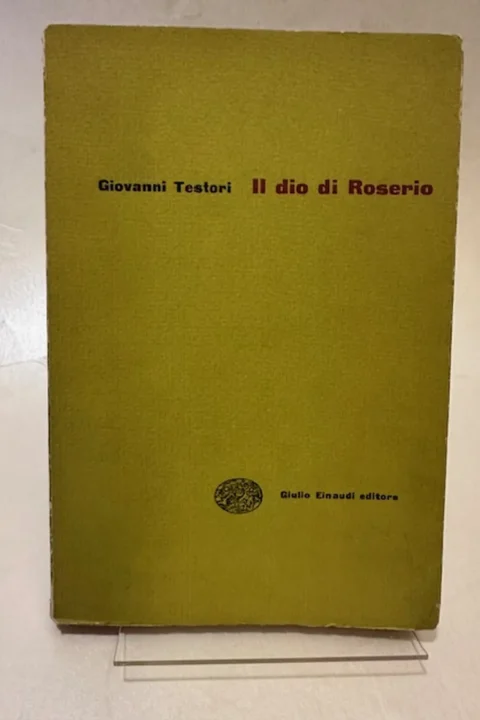 Giovanni Testori Il dio di Roserio
Giulio Einaudi editore